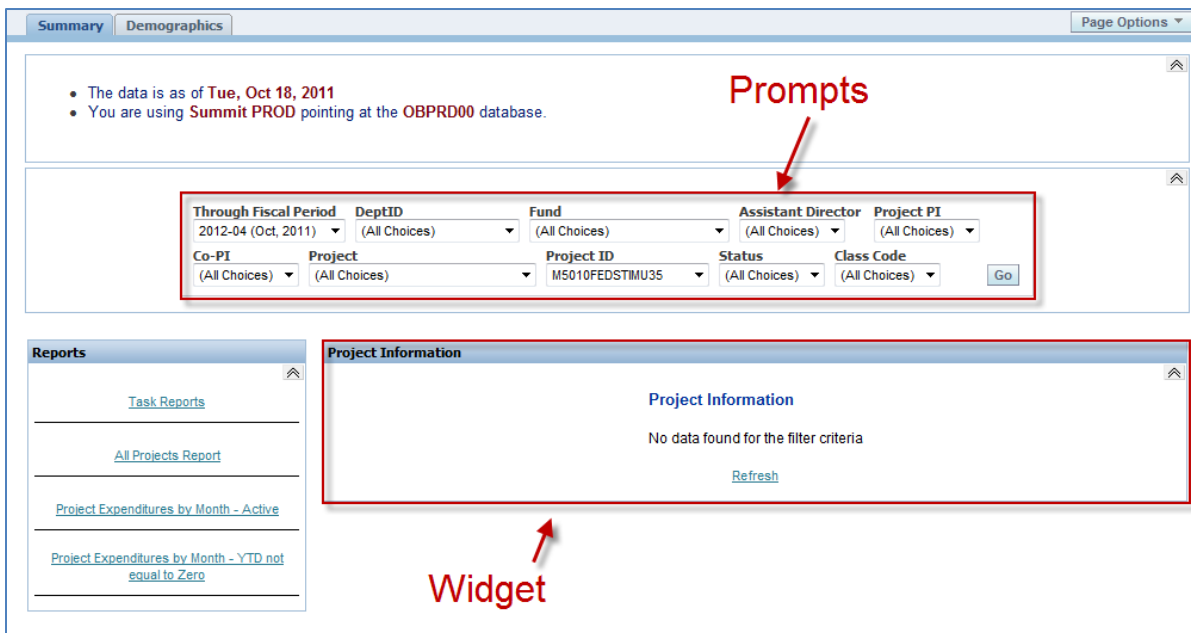 Summary Demographics Page Options
• The data is as of Tue, Oct 18, 2011
• You are using Summit PROD pointing at the OBPRD00 database.
Prompts
Through Fiscal Period DeptID Fund Assistant Director Project PI
2012-04 (Oct, 2011) (All Choices) (All Choices) (All Choices) (All Choices)
Co-PI Project Project ID Status Class Code
(All Choices) (All Choices) M5010FEDSTIMU35 (All Choices) (All Choices) Go
Reports
Task Reports
All Projects Report
Project Expenditures by Month - Active
Project Expenditures by Month - YTD not
equal to Zero
Project Information
Project Information
No data found for the filter criteria
Refresh
Widget